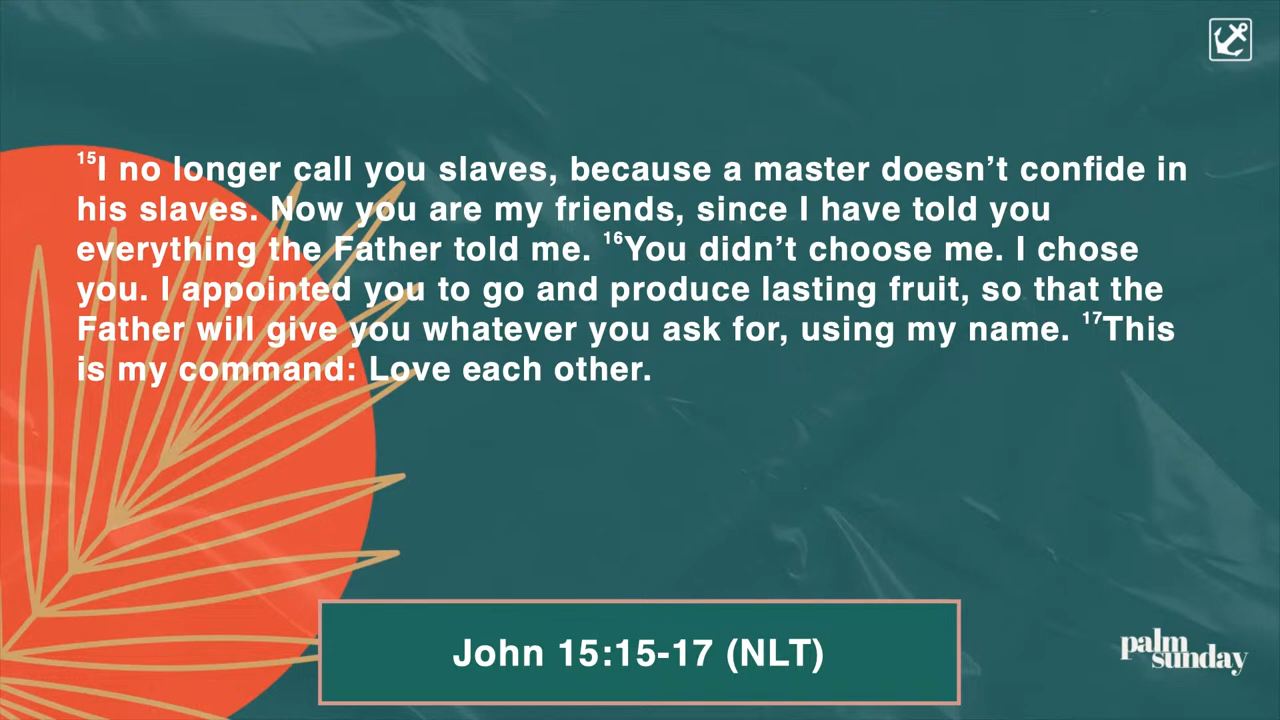 ¹⁵I no longer call you slaves, because a master doesn’t confide in
his slaves. Now you are my friends, since I have told you
everything the Father told me. ¹⁶You didn’t choose me. I chose
you. I appointed you to go and produce lasting fruit, so that the
Father will give you whatever you ask for, using my name. ¹⁷This
is my command: Love each other.
John 15:15-17 (NLT)
palm
sunday